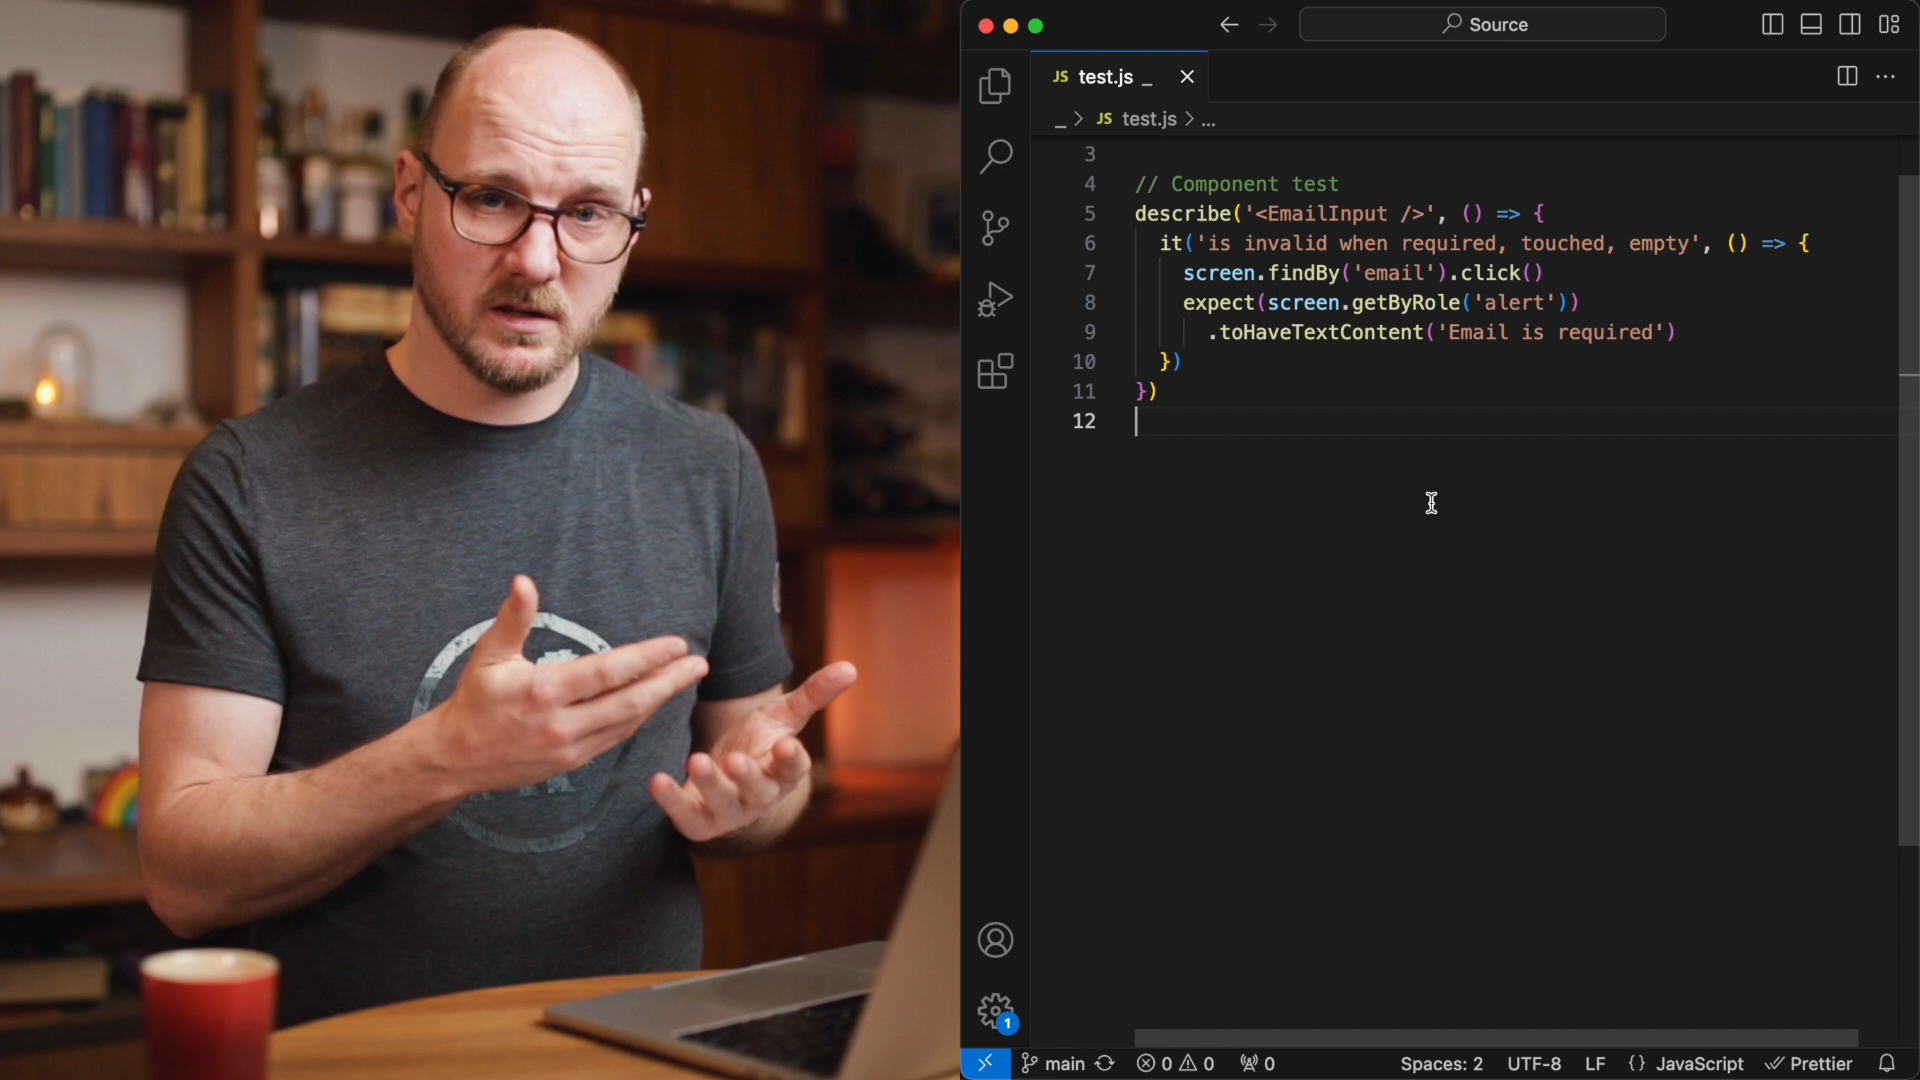 Source
JS test.js _
_ > JS test.js > ...
3
4 // Component test
5 describe('<EmailInput />', () => {
6 it('is invalid when required, touched, empty', () => {
7 screen.findBy('email').click()
8 expect(screen.getByRole('alert'))
9 .toHaveTextContent('Email is required')
10 })
11 })
12
1
main 0 0 0 Spaces: 2 UTF-8 LF {} JavaScript Prettier